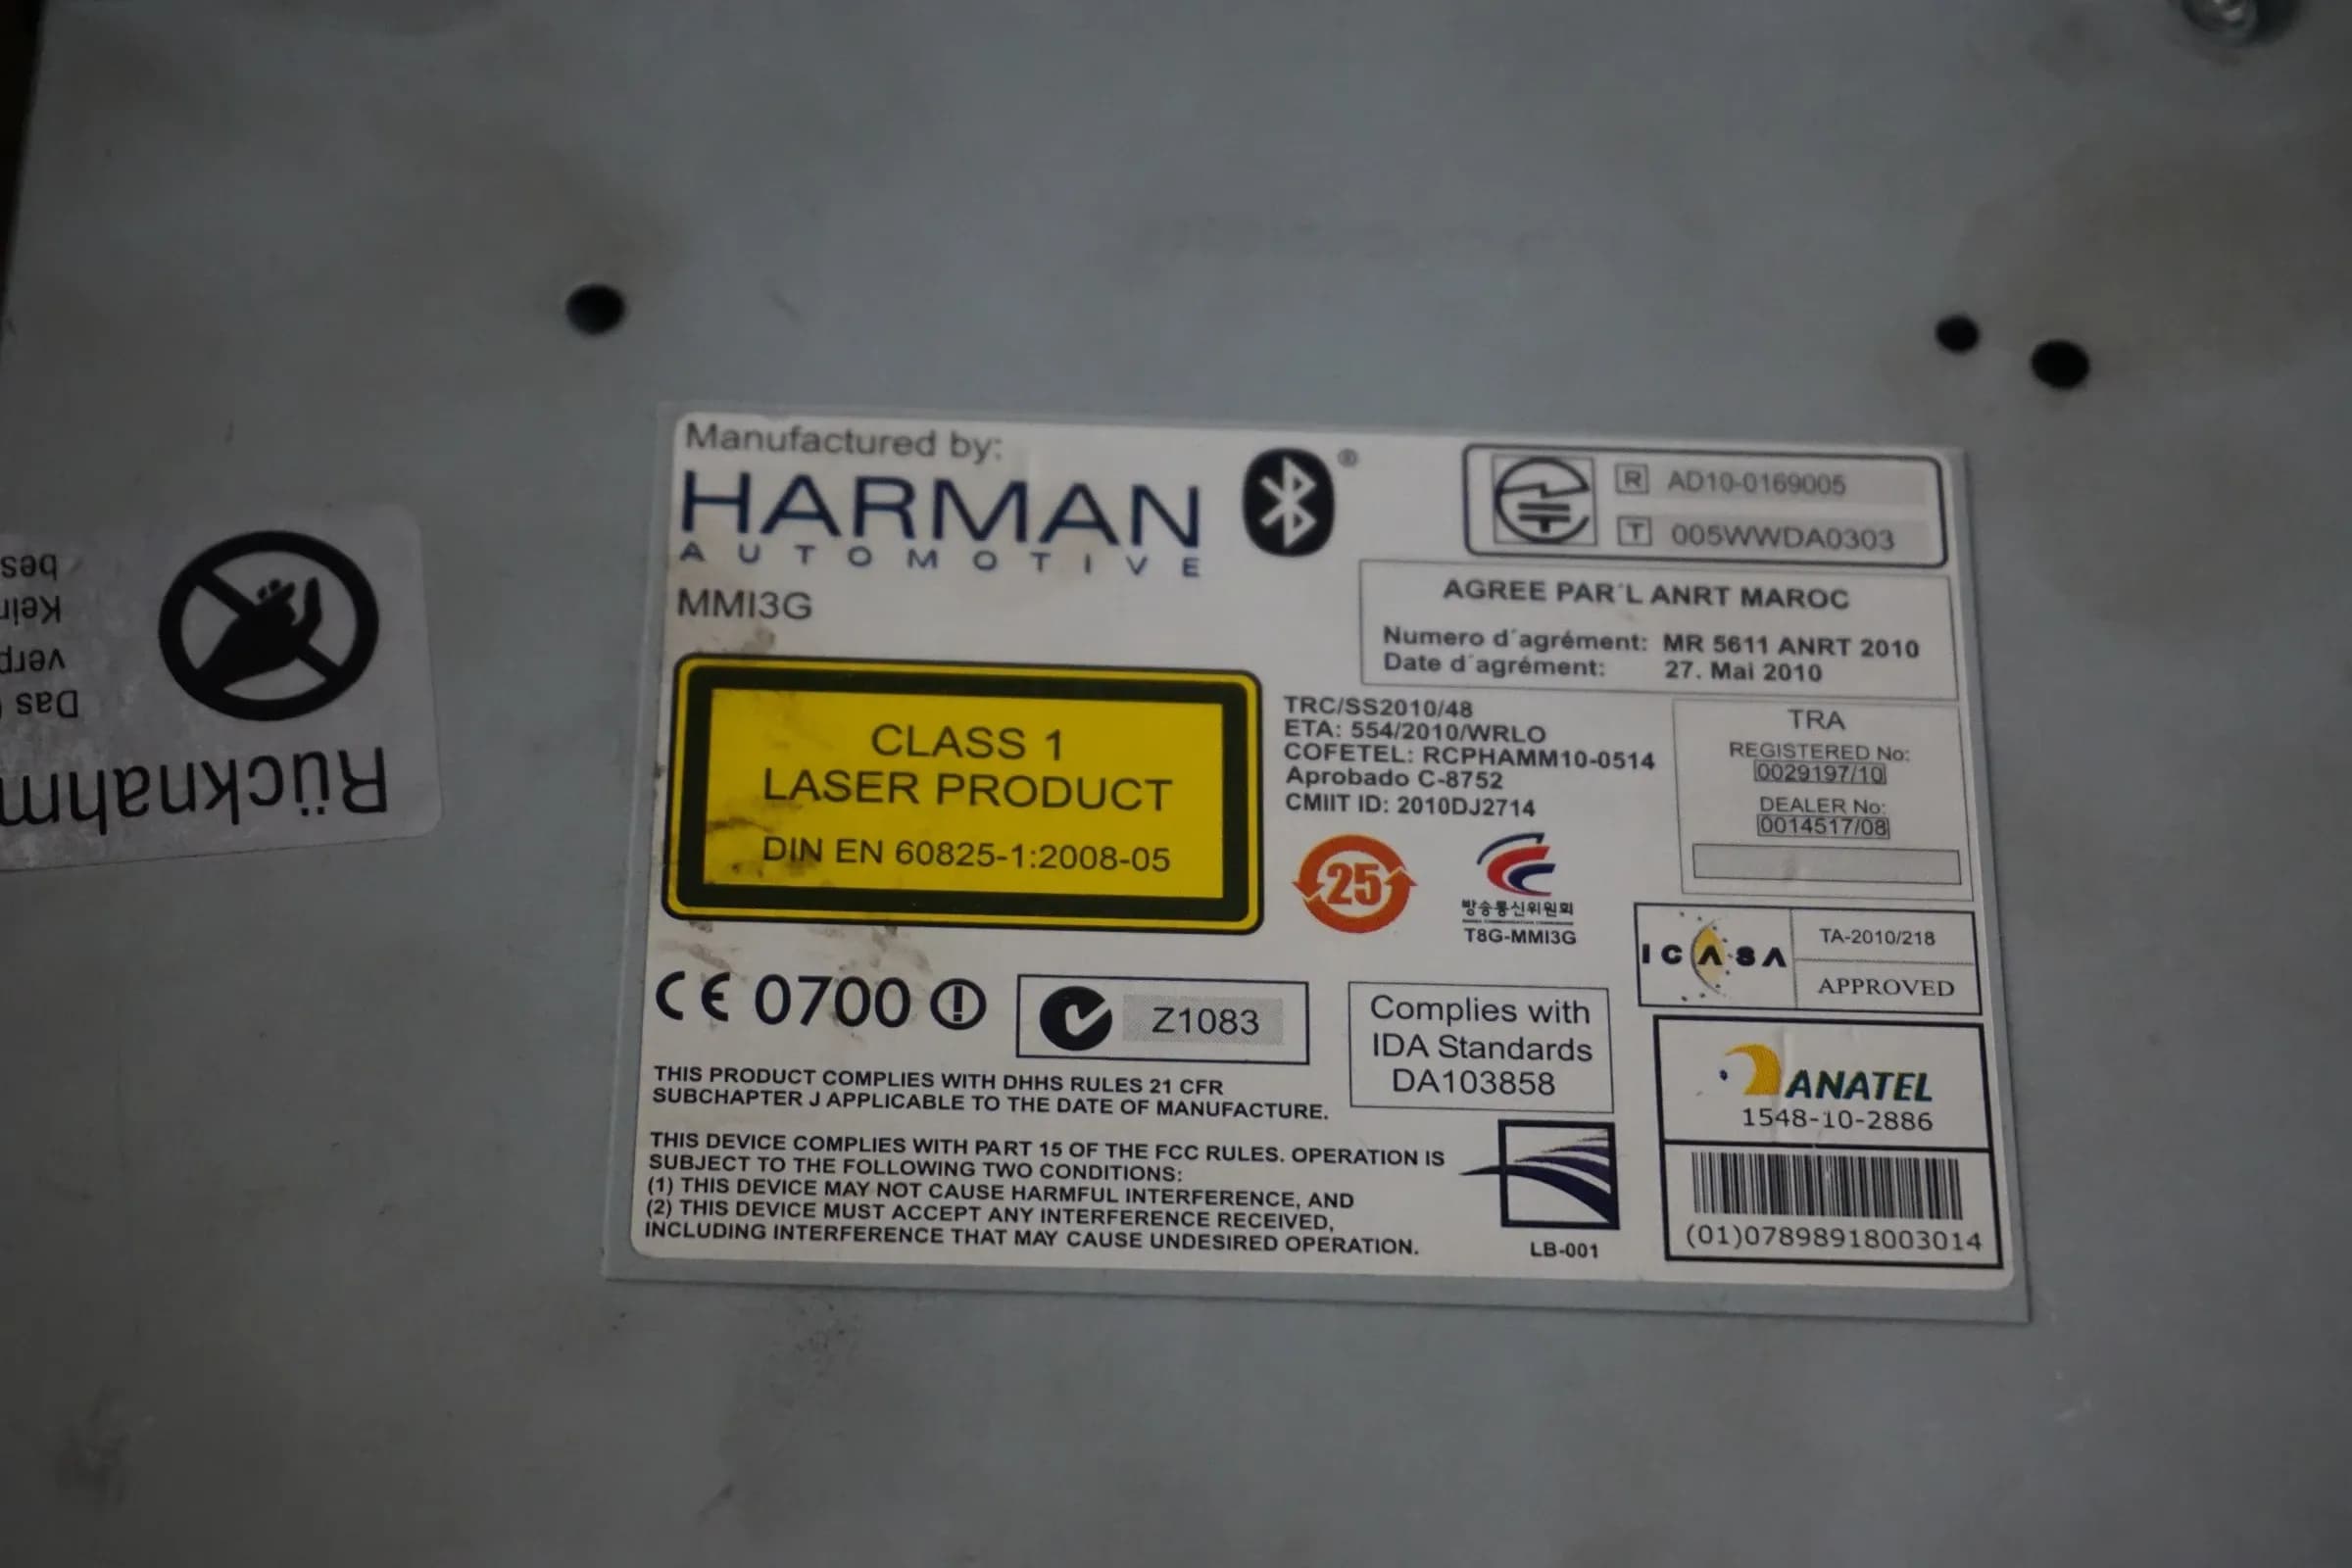 Manufactured by:
HARMAN
AUTOMOTIVE
MMI3G
®
R AD10-0169005
T 005WWDA0303
AGREE PAR´L ANRT MAROC
Numero d´agrément: MR 5611 ANRT 2010
Date d´agrément: 27. Mai 2010
CLASS 1
LASER PRODUCT
DIN EN 60825-1:2008-05
TRC/SS2010/48
ETA: 554/2010/WRLO
COFETEL: RCPHAMM10-0514
Aprobado C-8752
CMIIT ID: 2010DJ2714
TRA
REGISTERED No:
0029197/10
DEALER No:
0014517/08
25
방송통신위원회
T8G-MMI3G
ICASA
TA-2010/218
APPROVED
CE 0700
Z1083
Complies with
IDA Standards
DA103858
ANATEL
1548-10-2886
(01)07898918003014
THIS PRODUCT COMPLIES WITH DHHS RULES 21 CFR
SUBCHAPTER J APPLICABLE TO THE DATE OF MANUFACTURE.
THIS DEVICE COMPLIES WITH PART 15 OF THE FCC RULES. OPERATION IS
SUBJECT TO THE FOLLOWING TWO CONDITIONS:
(1) THIS DEVICE MAY NOT CAUSE HARMFUL INTERFERENCE, AND
(2) THIS DEVICE MUST ACCEPT ANY INTERFERENCE RECEIVED,
INCLUDING INTERFERENCE THAT MAY CAUSE UNDESIRED OPERATION.
LB-001
Rücknahm
Das
verp
Kein
bes